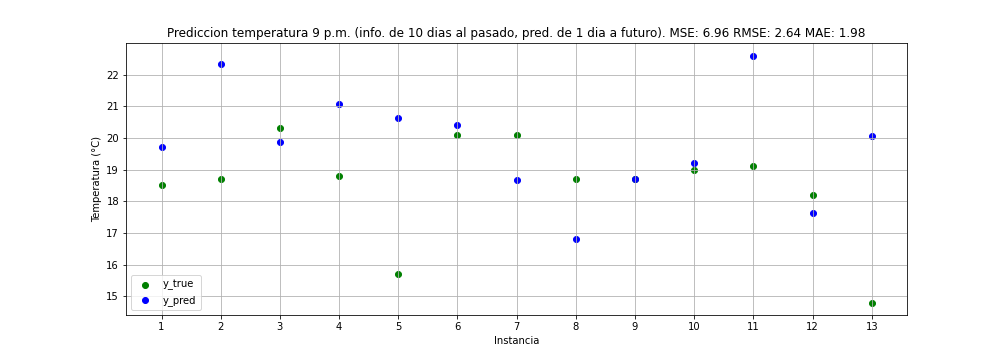 Prediccion temperatura 9 p.m. (info. de 10 dias al pasado, pred. de 1 dia a futuro). MSE: 6.96 RMSE: 2.64 MAE: 1.98
Temperatura (°C)
22
21
20
19
18
17
16
15
y_true
y_pred
1 2 3 4 5 6 7 8 9 10 11 12 13
Instancia